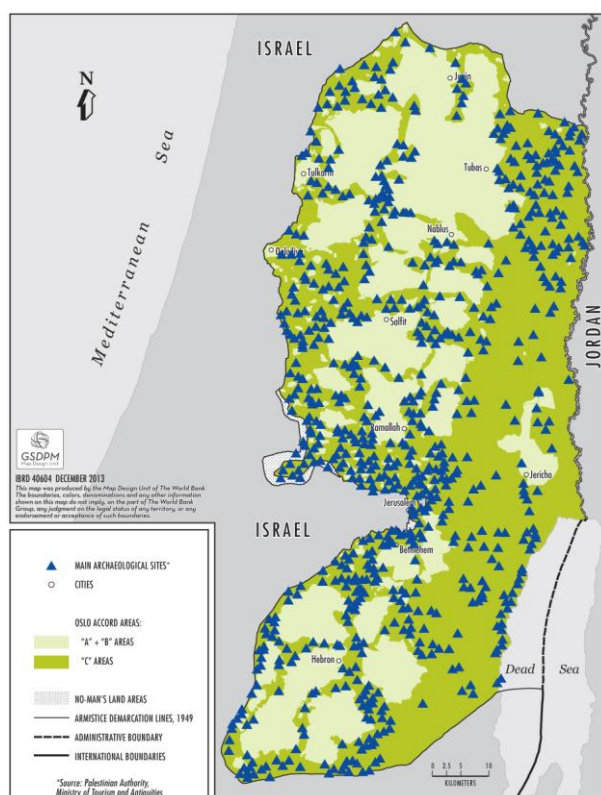 ISRAEL
N
Mediterranean Sea
Jenin
Tubas
Tulkarm
Nablus
Salfit
JORDAN
Ramallah
Jericho
Jerusalem
Bethlehem
Hebron
ISRAEL
Dead Sea
GSDPM
Map Design Unit
IBRD 40604 DECEMBER 2013
This map was produced by the Map Design Unit of The World Bank.
The boundaries, colors, denominations and any other information
shown on this map do not imply, on the part of The World Bank
Group, any judgment on the legal status of any territory, or any
endorsement or acceptance of such boundaries.
MAIN ARCHAEOLOGICAL SITES*
CITIES
OSLO ACCORD AREAS:
"A" + "B" AREAS
"C" AREAS
NO-MAN'S LAND AREAS
ARMISTICE DEMARCATION LINES, 1949
ADMINISTRATIVE BOUNDARY
INTERNATIONAL BOUNDARIES
*Source: Palestinian Authority,
Ministry of Tourism and Antiquities
0 2.5 5 10
KILOMETERS